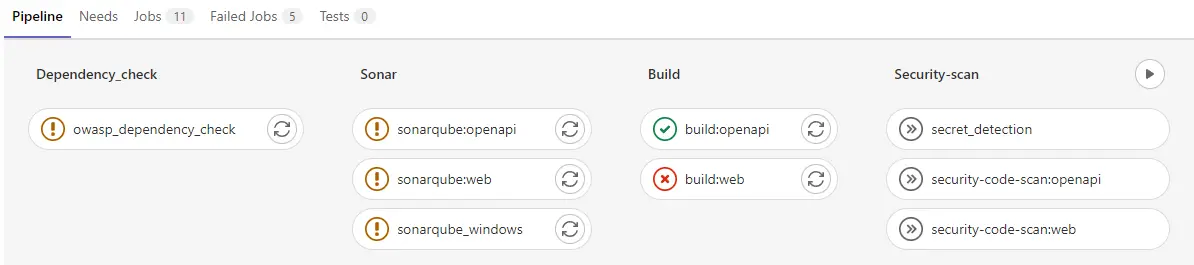 Pipeline Needs Jobs 11 Failed Jobs 5 Tests 0
Dependency_check Sonar Build Security-scan
owasp_dependency_check sonarqube:openapi build:openapi secret_detection
sonarqube:web build:web security-code-scan:openapi
sonarqube_windows security-code-scan:web